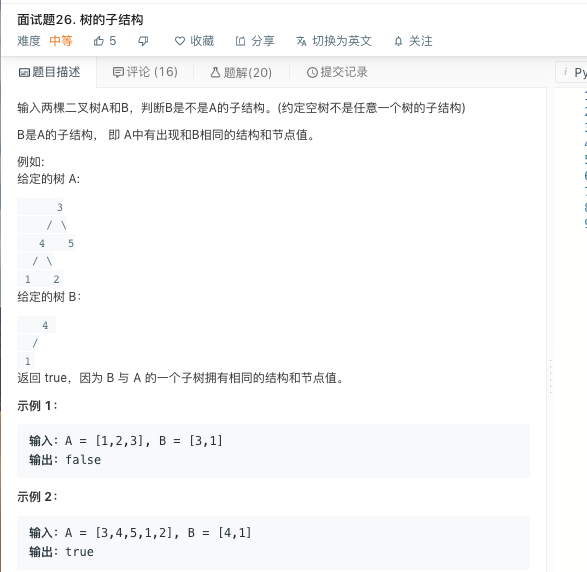 面试题26. 树的子结构
难度 中等 5 收藏 分享 切换为英文 关注
题目描述 评论 (16) 题解(20) 提交记录 i Py
输入两棵二叉树A和B，判断B是不是A的子结构。(约定空树不是任意一个树的子结构)
B是A的子结构， 即 A中有出现和B相同的结构和节点值。
例如:
给定的树 A:
3
/ \
4 5
/ \
1 2
给定的树 B：
4
/
1
返回 true，因为 B 与 A 的一个子树拥有相同的结构和节点值。
示例 1：
输入：A = [1,2,3], B = [3,1]
输出：false
示例 2：
输入：A = [3,4,5,1,2], B = [4,1]
输出：true